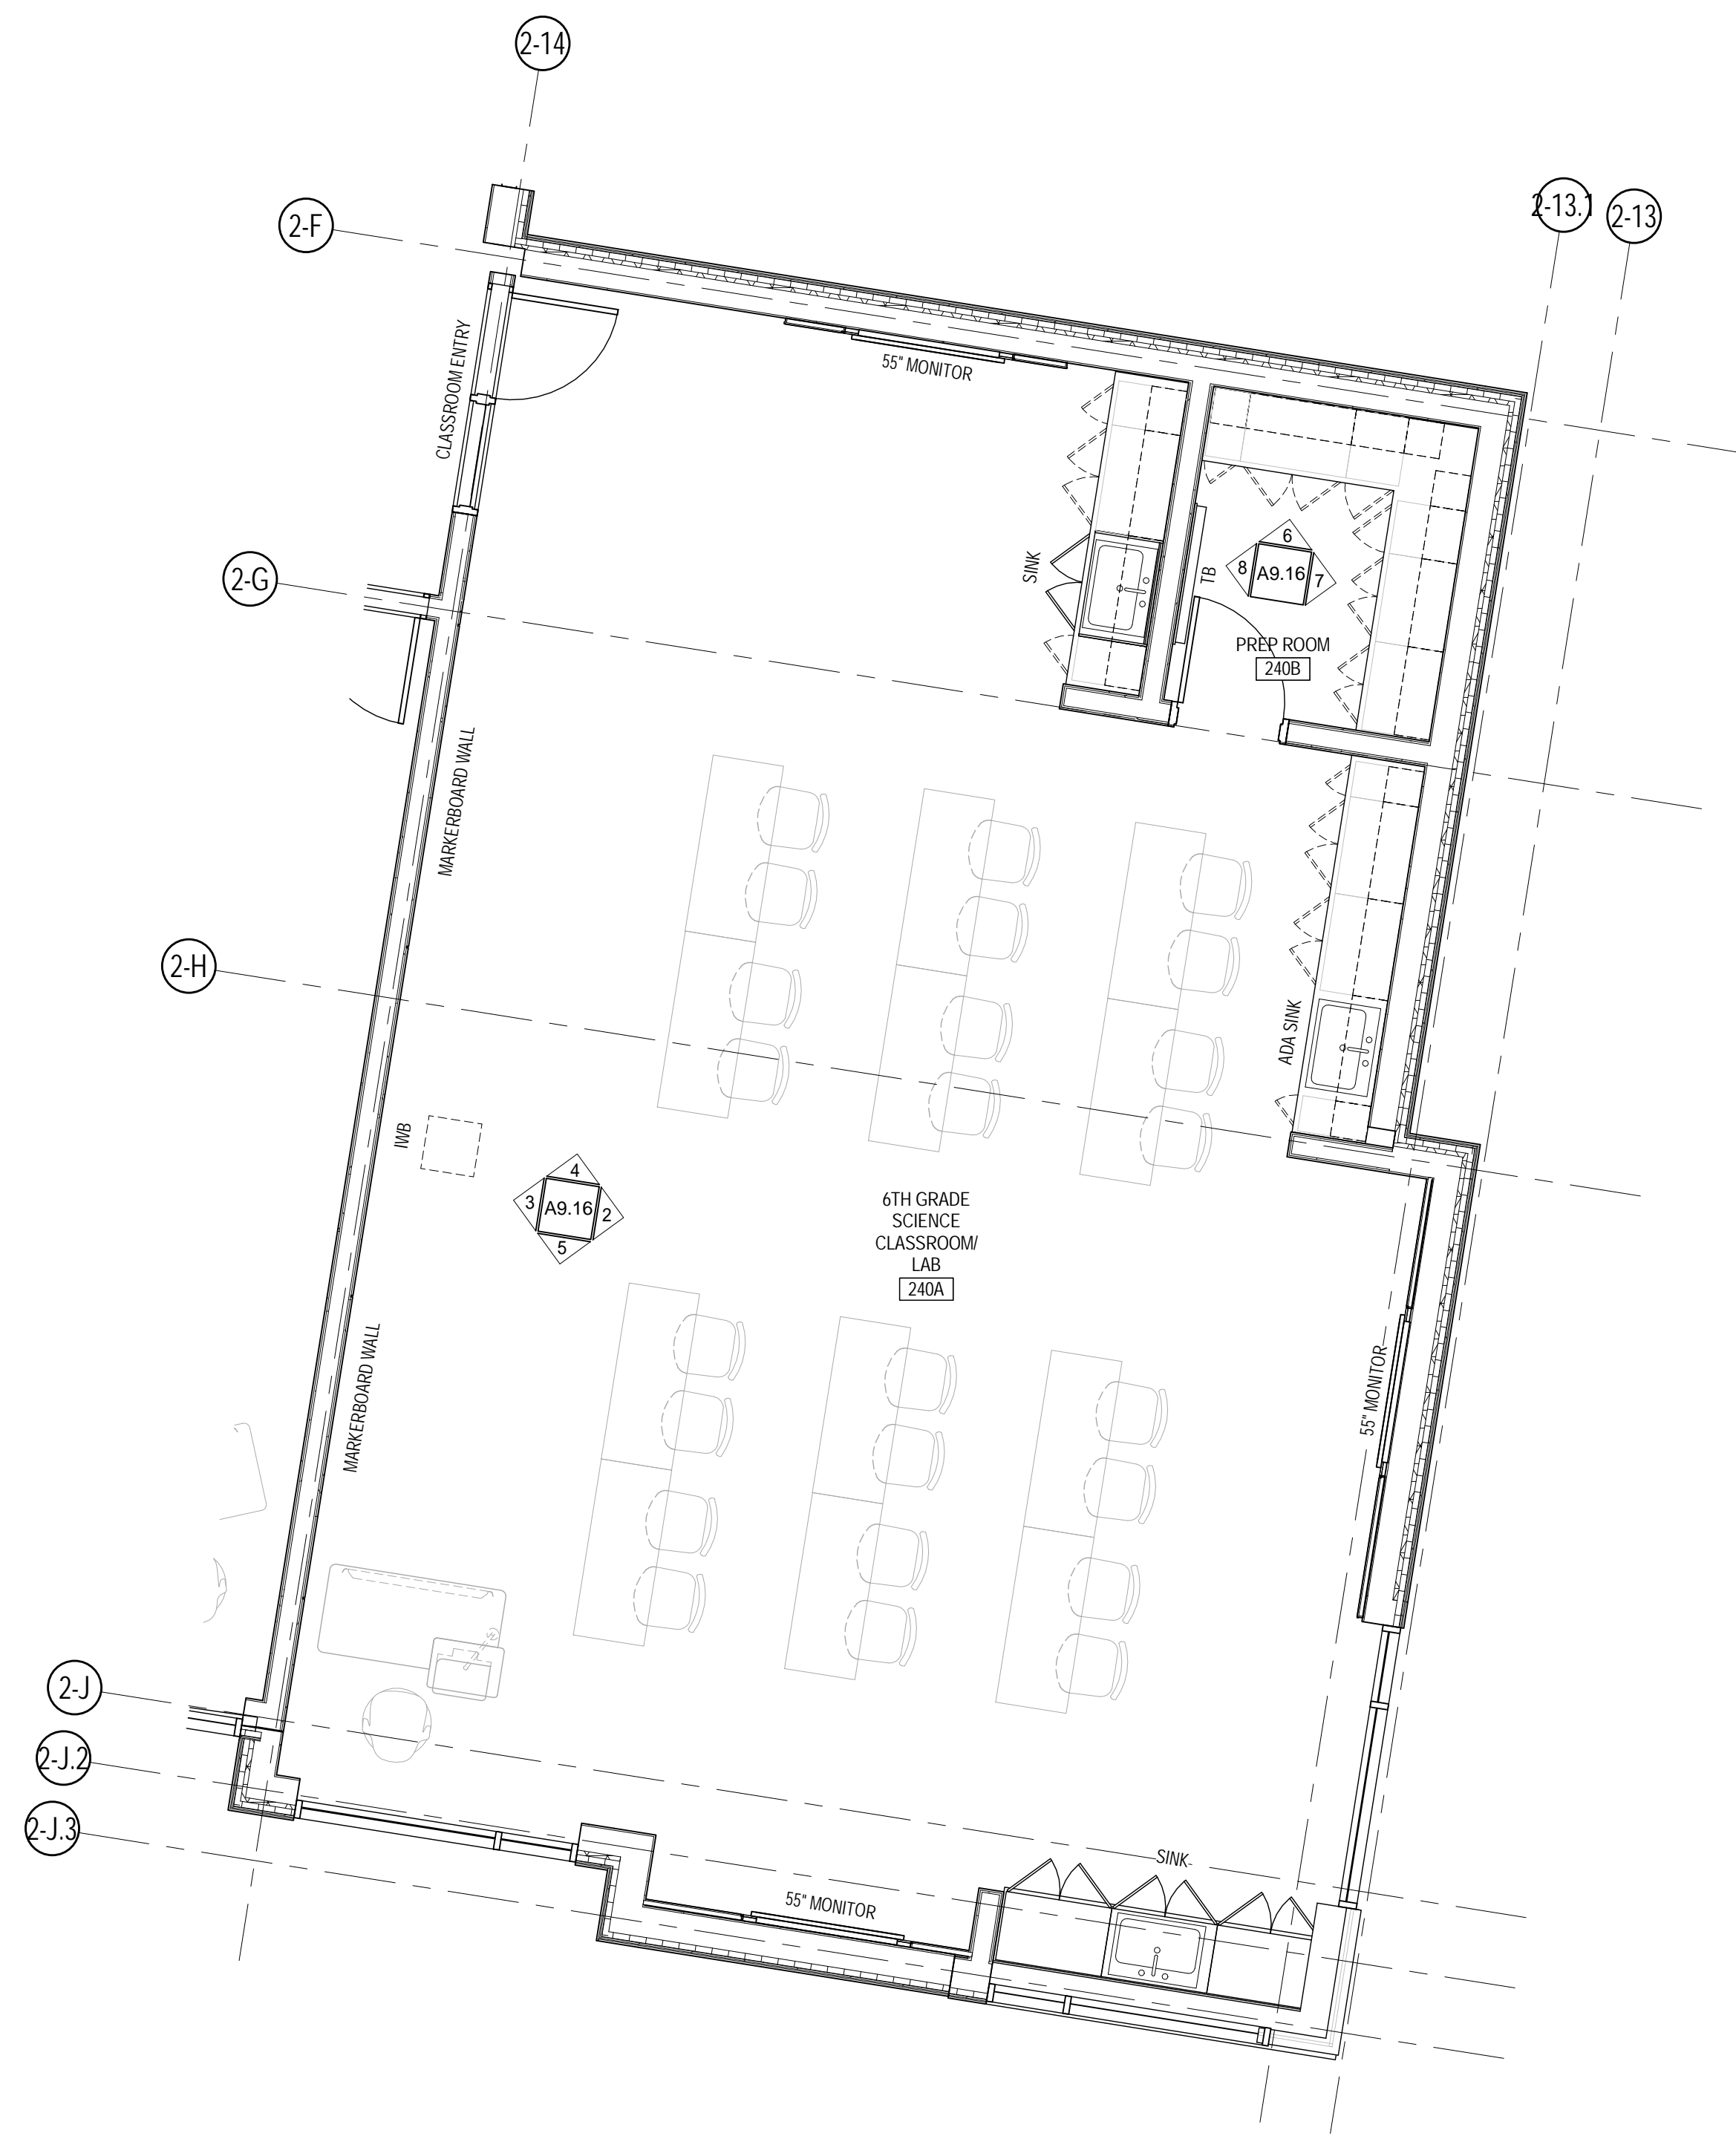 2-14
2-13.1
2-13
2-F
CLASSROOM ENTRY
55" MONITOR
2-G
SINK
TB
6
8
A9.16
7
PREP ROOM
240B
MARKERBOARD WALL
2-H
ADA SINK
IWB
4
3
A9.16
2
5
6TH GRADE
SCIENCE
CLASSROOM/
LAB
240A
MARKERBOARD WALL
55" MONITOR
2-J
2-J.2
2-J.3
SINK
55" MONITOR